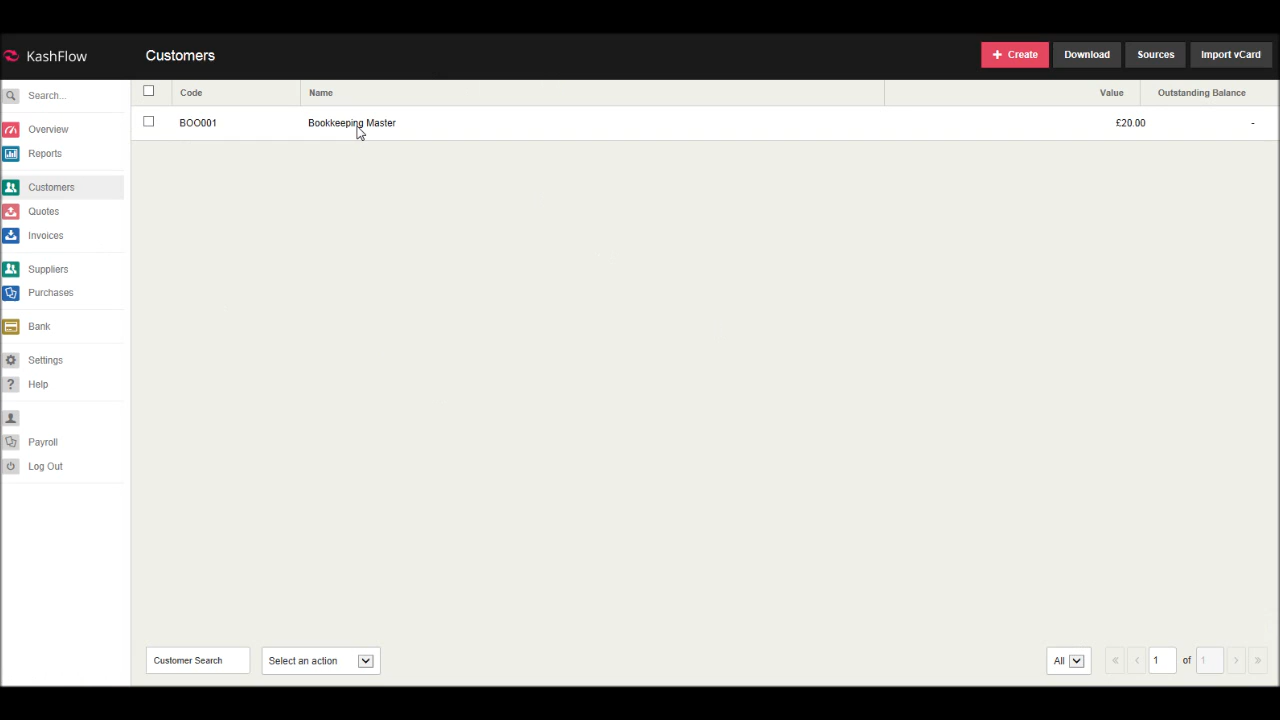 KashFlow
Customers
Create
Download
Sources
Import vCard
Search...
Code
Name
Value
Outstanding Balance
BOO001
Bookkeeping Master
£20.00
-
Overview
Reports
Customers
Quotes
Invoices
Suppliers
Purchases
Bank
Settings
Help
Payroll
Log Out
Customer Search
Select an action
All
1 of 1